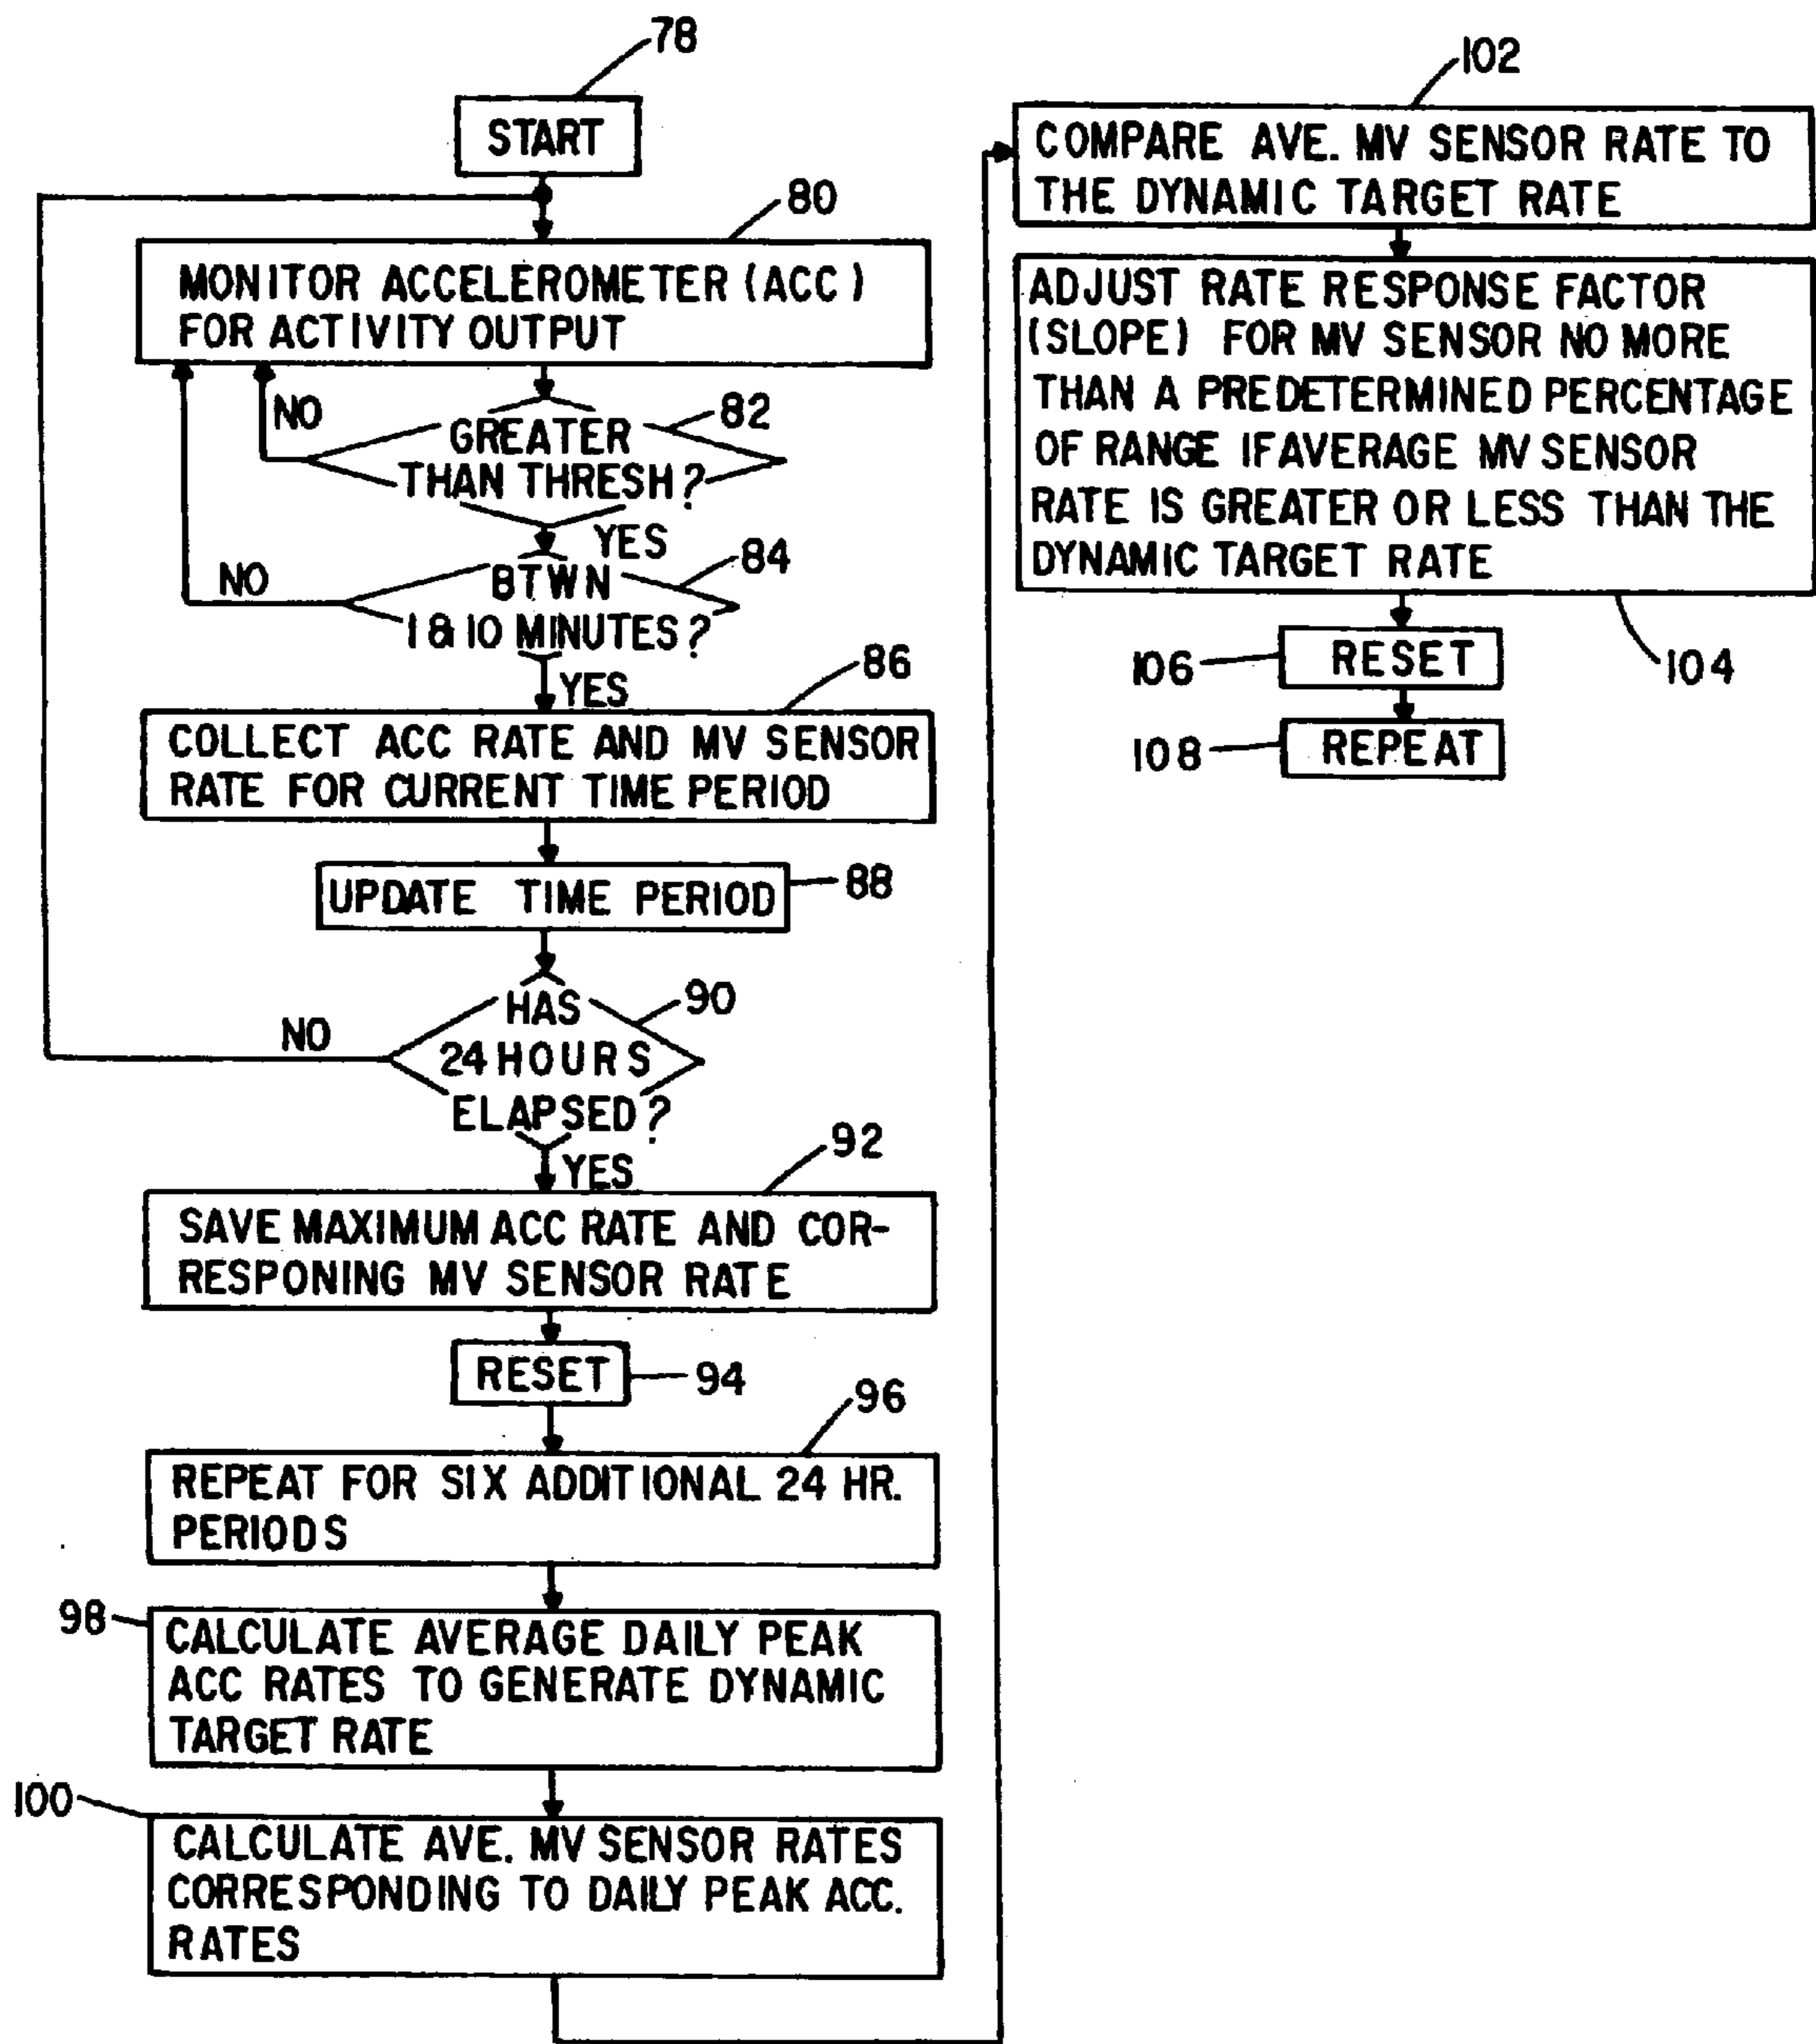 78
START
80
MONITOR ACCELEROMETER (ACC)
FOR ACTIVITY OUTPUT
NO
82
GREATER
THAN THRESH?
YES
84
NO
BTWN
1 & 10 MINUTES?
YES
86
COLLECT ACC RATE AND MV SENSOR
RATE FOR CURRENT TIME PERIOD
UPDATE TIME PERIOD
88
HAS
90
NO
24 HOURS
ELAPSED?
YES
92
SAVE MAXIMUM ACC RATE AND COR-
RESPONING MV SENSOR RATE
RESET
94
96
REPEAT FOR SIX ADDITIONAL 24 HR.
PERIODS
98
CALCULATE AVERAGE DAILY PEAK
ACC RATES TO GENERATE DYNAMIC
TARGET RATE
100
CALCULATE AVE. MV SENSOR RATES
CORRESPONDING TO DAILY PEAK ACC.
RATES
102
COMPARE AVE. MV SENSOR RATE TO
THE DYNAMIC TARGET RATE
ADJUST RATE RESPONSE FACTOR
(SLOPE) FOR MV SENSOR NO MORE
THAN A PREDETERMINED PERCENTAGE
OF RANGE IF AVERAGE MV SENSOR
RATE IS GREATER OR LESS THAN THE
DYNAMIC TARGET RATE
104
106
RESET
108
REPEAT